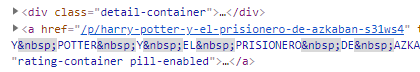 ▶<div class="detail-container">…</div>
▶<a href="/p/harry-potter-y-el-prisionero-de-azkaban-s31ws4"
Y&nbsp;POTTER&nbsp;Y&nbsp;EL&nbsp;PRISIONERO&nbsp;DE&nbsp;AZKA
"rating-container pill-enabled">…</a>